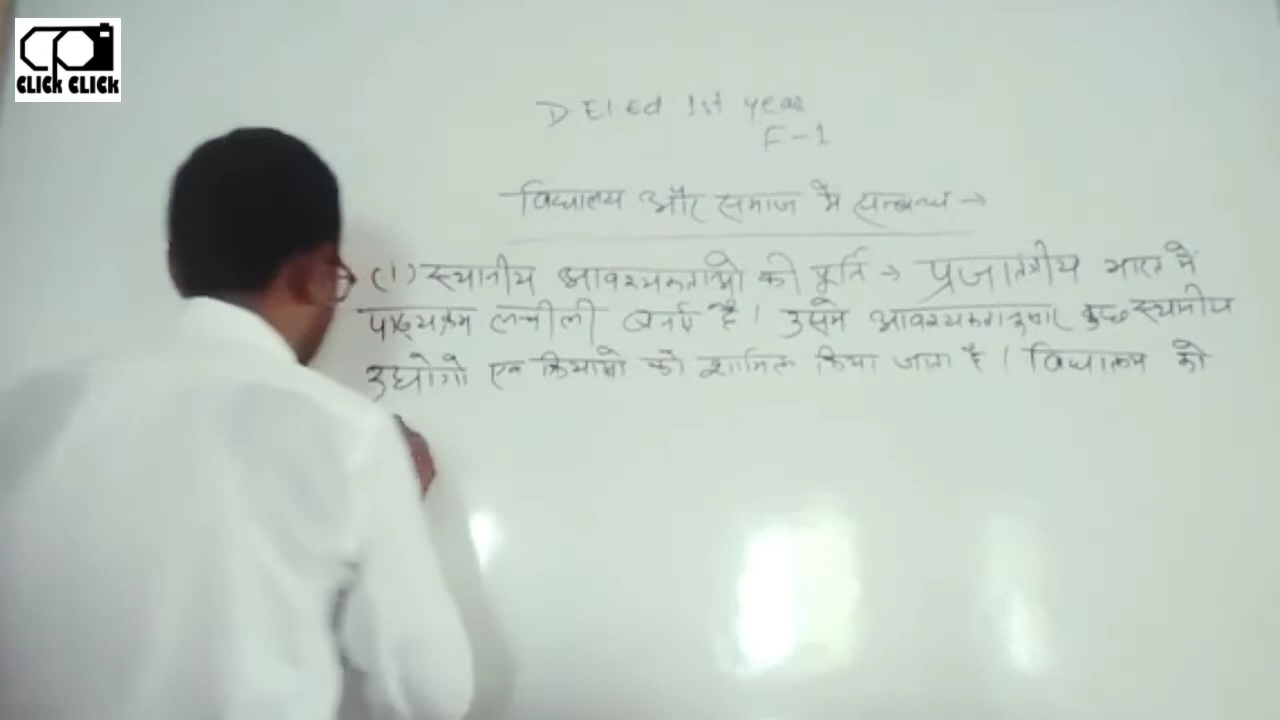 CLICK CLICK
D El Ed 1st year
F-1
विद्यालय और समाज में सम्बन्ध →
(1) स्थानीय आवश्यकताओ की पूर्ति → प्रजातंत्रीय भारत में
पाठ्यक्रम लचीली बनाए है। उसमे आवश्यकतानुसार कुछ स्थानीय
उद्योगो एवं क्रियाओ को शामिल किया जाता है। विद्यालय को